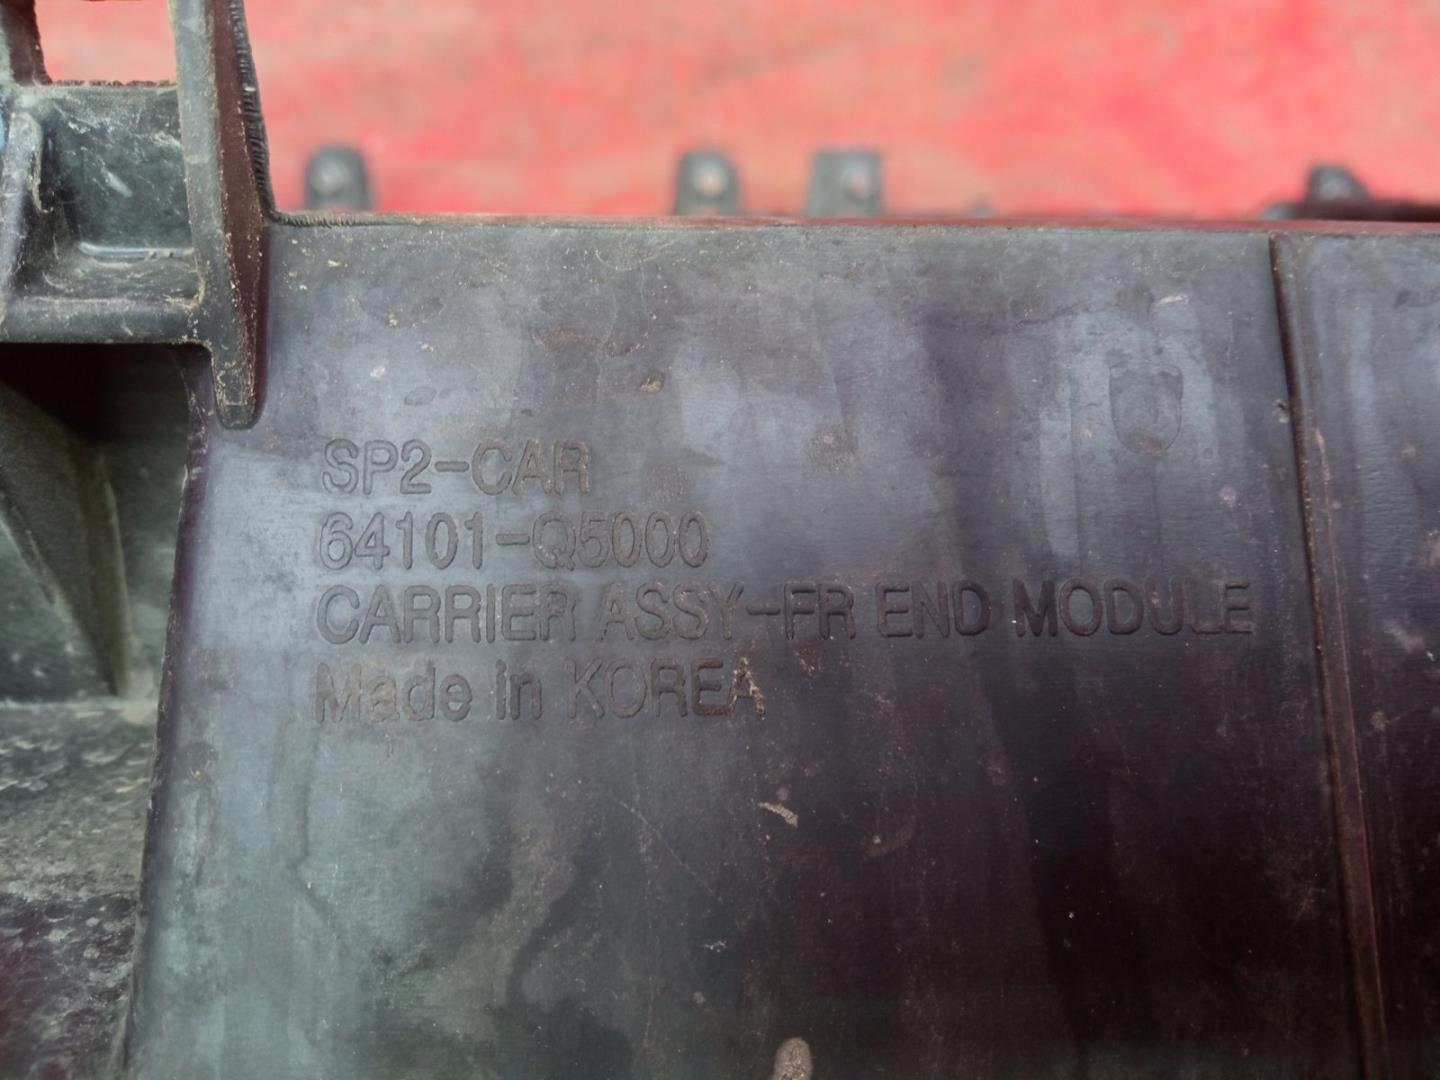 SP2-CAR
64101-Q5000
CARRIER ASSY-FR END MODULE
Made in KOREA